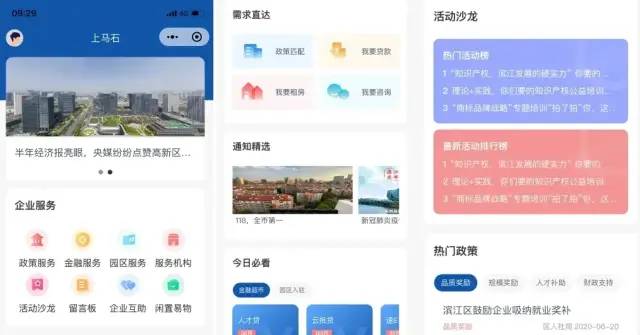 09:29
4G
上马石
半年经济报亮眼，央媒纷纷点赞高新区...
企业服务
政策服务
金融服务
园区服务
服务机构
活动沙龙
留言板
企业互助
闲置易物
需求直达
政策匹配
我要贷款
我要租房
我要咨询
通知精选
118，全市第一
新冠肺炎疫
今日必看
金融超市
园区入驻
人才贷
云税贷
活动沙龙
热门活动榜
1 "知识产权，滨江发展的硬实力" 你要的...
2 理论+实践，你们要的知识产权公益培训...
3 "商标品牌战略"专题培训"拍了拍"你，这...
最新活动排行榜
1 "知识产权，滨江发展的硬实力" 你要的...
2 理论+实践，你们要的知识产权公益培训...
3 "商标品牌战略"专题培训"拍了拍"你，这...
热门政策
品质奖励
规模奖励
人才补助
财政支持
滨江区鼓励企业吸纳就业奖补
品质奖励
区人社局 2020-06-20